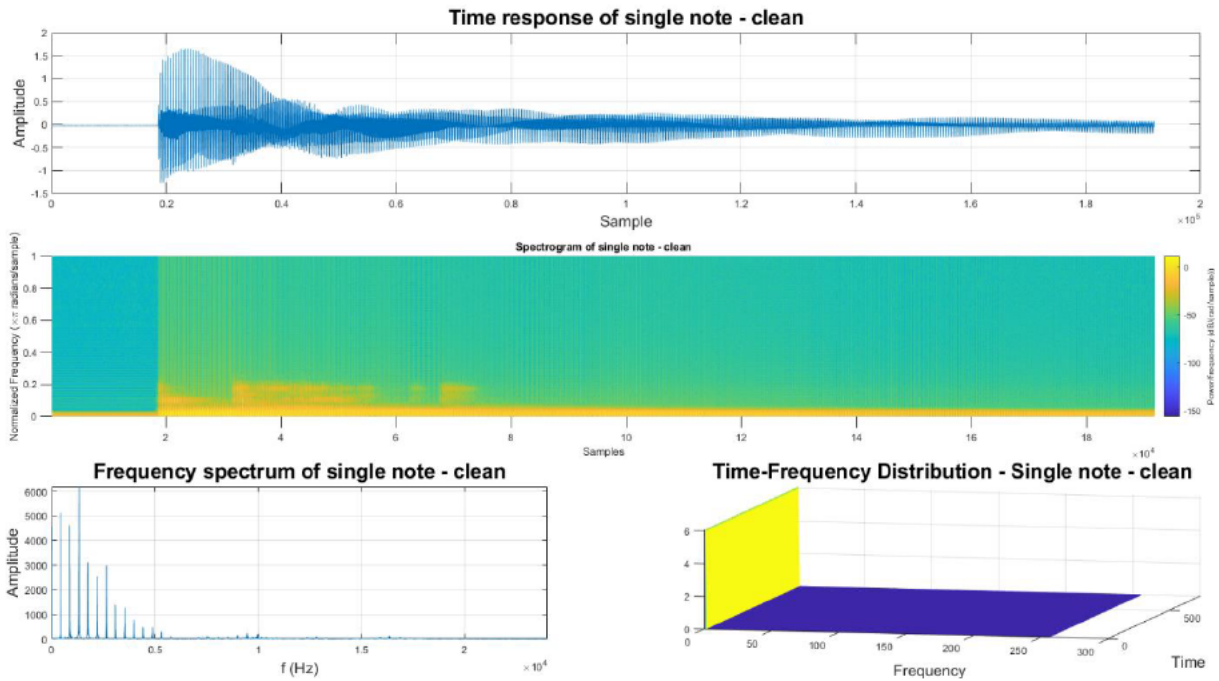 Time response of single note - clean
2
1.5
1
0.5
0
-0.5
-1
-1.5
Amplitude
0 0.2 0.4 0.6 0.8 1 1.2 1.4 1.6 1.8 2
Sample
×10⁵
Spectrogram of single note - clean
1
0.8
0.6
0.4
0.2
0
Normalized Frequency (×π radians/sample)
2 4 6 8 10 12 14 16 18
Samples
×10⁴
0
-50
-100
-150
Power/frequency (dB/(rad/sample))
Frequency spectrum of single note - clean
6000
5000
4000
3000
2000
1000
0
Amplitude
0 0.5 1 1.5 2
f (Hz)
×10⁴
Time-Frequency Distribution - Single note - clean
6
4
2
0
0 50 100 150 200 250 300
Frequency
0 500
Time